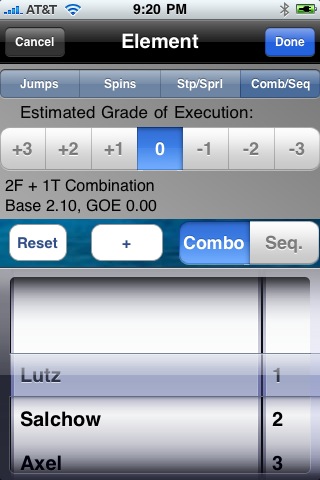 AT&T 9:20 PM
Cancel Element Done
Jumps Spins Stp/Sprl Comb/Seq
Estimated Grade of Execution:
+3 +2 +1 0 -1 -2 -3
2F + 1T Combination
Base 2.10, GOE 0.00
Reset + Combo Seq.
Lutz 1
Salchow 2
Axel 3